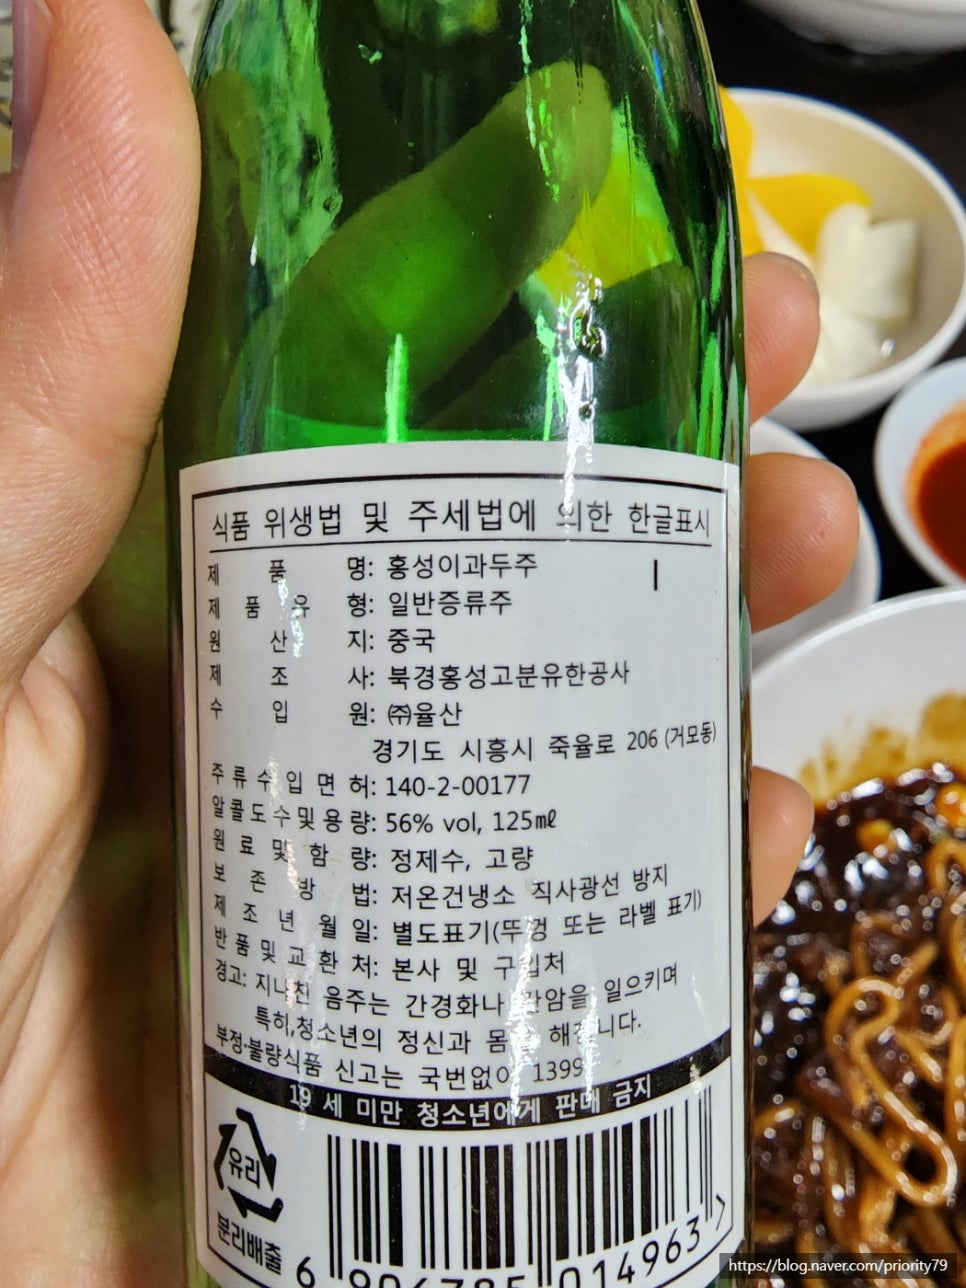 식품 위생법 및 주세법에 의한 한글표시
제 품 명: 홍성이과두주
제 품 유 형: 일반증류주
원 산 지: 중국
제 조 사: 북경홍성고분유한공사
수 입 원: ㈜율산
경기도 시흥시 죽율로 206 (거모동)
주 류 수 입 면 허: 140-2-00177
알 콜 도 수 및 용 량: 56% vol, 125㎖
원 료 및 함 량: 정제수, 고량
보 존 방 법: 저온건냉소 직사광선 방지
제 조 년 월 일: 별도표기(뚜껑 또는 라벨 표기)
반 품 및 교 환 처: 본사 및 구입처
경고: 지나친 음주는 간경화나 간암을 일으키며
특히,청소년의 정신과 몸을 해칩니다.
부정·불량식품 신고는 국번없이 1399
19 세 미만 청소년에게 판매 금지
유리
분리배출
6 014963 >
https://blog.naver.com/priority79